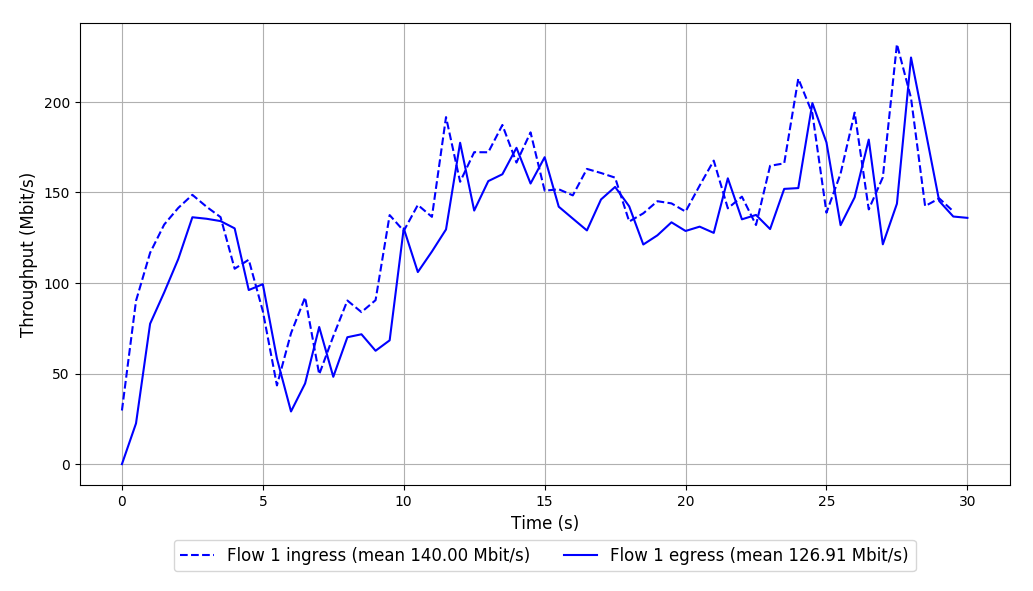 Throughput (Mbit/s)
200
150
100
50
0
0 5 10 15 20 25 30
Time (s)
Flow 1 ingress (mean 140.00 Mbit/s) Flow 1 egress (mean 126.91 Mbit/s)